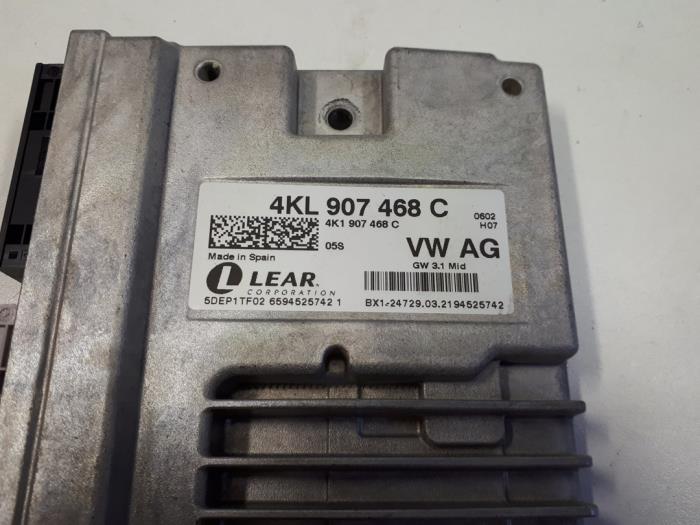 4KL 907 468 C
0602
4K1 907 468 C
H07
05S
VW AG
Made in Spain
GW 3.1 Mid
LEAR
CORPORATION
5DEP1TF02 6594525742 1
BX1-24729.03.2194525742